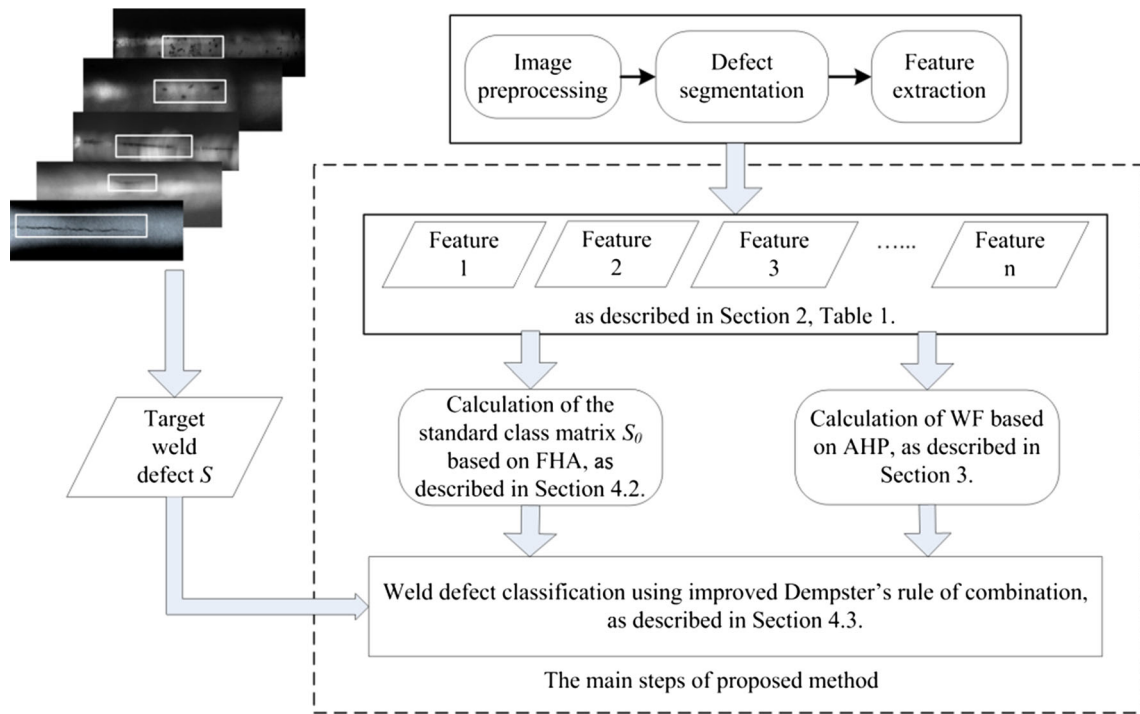 Image
preprocessing
Defect
segmentation
Feature
extraction
Feature
1
Feature
2
Feature
3
…...
Feature
n
as described in Section 2, Table 1.
Target
weld
defect S
Calculation of the
standard class matrix S₀
based on FHA, as
described in Section 4.2.
Calculation of WF based
on AHP, as described in
Section 3.
Weld defect classification using improved Dempster’s rule of combination,
as described in Section 4.3.
The main steps of proposed method